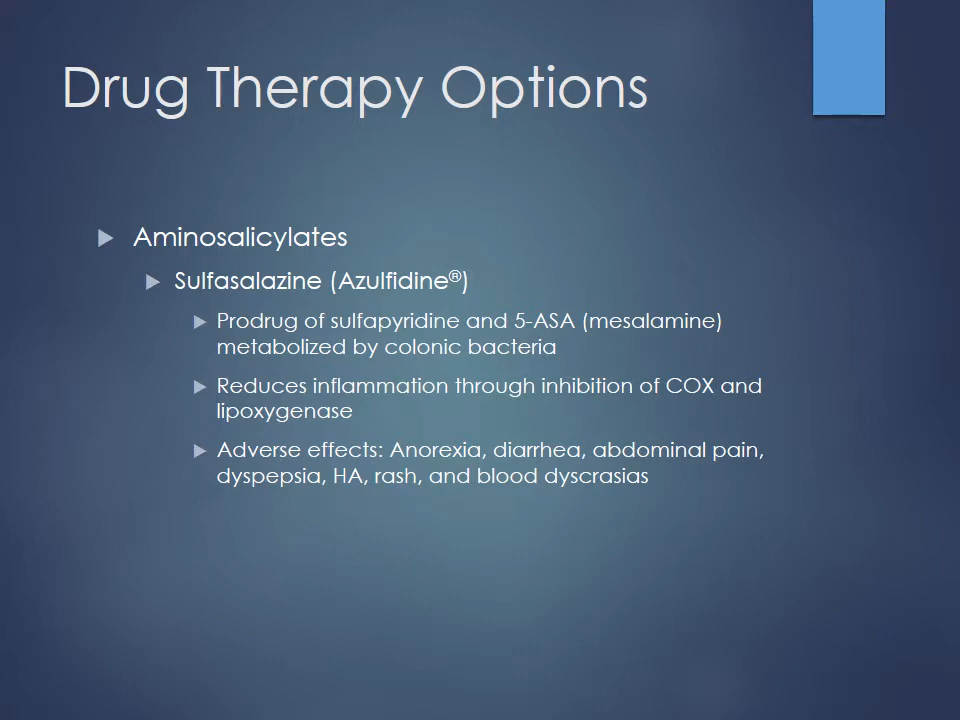 Drug Therapy Options
Aminosalicylates
Sulfasalazine (Azulfidine®)
Prodrug of sulfapyridine and 5-ASA (mesalamine)
metabolized by colonic bacteria
Reduces inflammation through inhibition of COX and
lipoxygenase
Adverse effects: Anorexia, diarrhea, abdominal pain,
dyspepsia, HA, rash, and blood dyscrasias